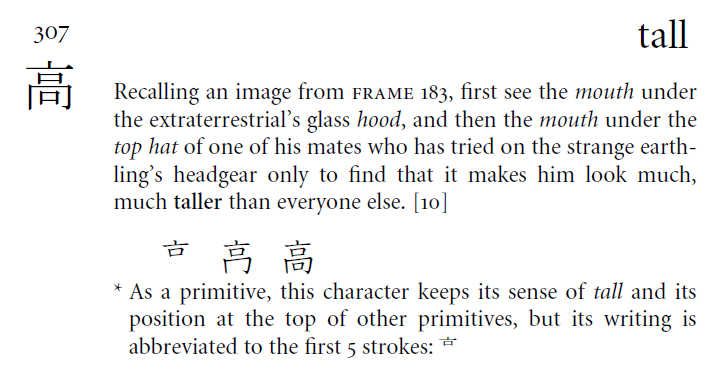 307
tall
高
Recalling an image from FRAME 183, first see the mouth under
the extraterrestrial’s glass hood, and then the mouth under the
top hat of one of his mates who has tried on the strange earth-
ling’s headgear only to find that it makes him look much,
much taller than everyone else. [10]
高
* As a primitive, this character keeps its sense of tall and its
position at the top of other primitives, but its writing is
abbreviated to the first 5 strokes: